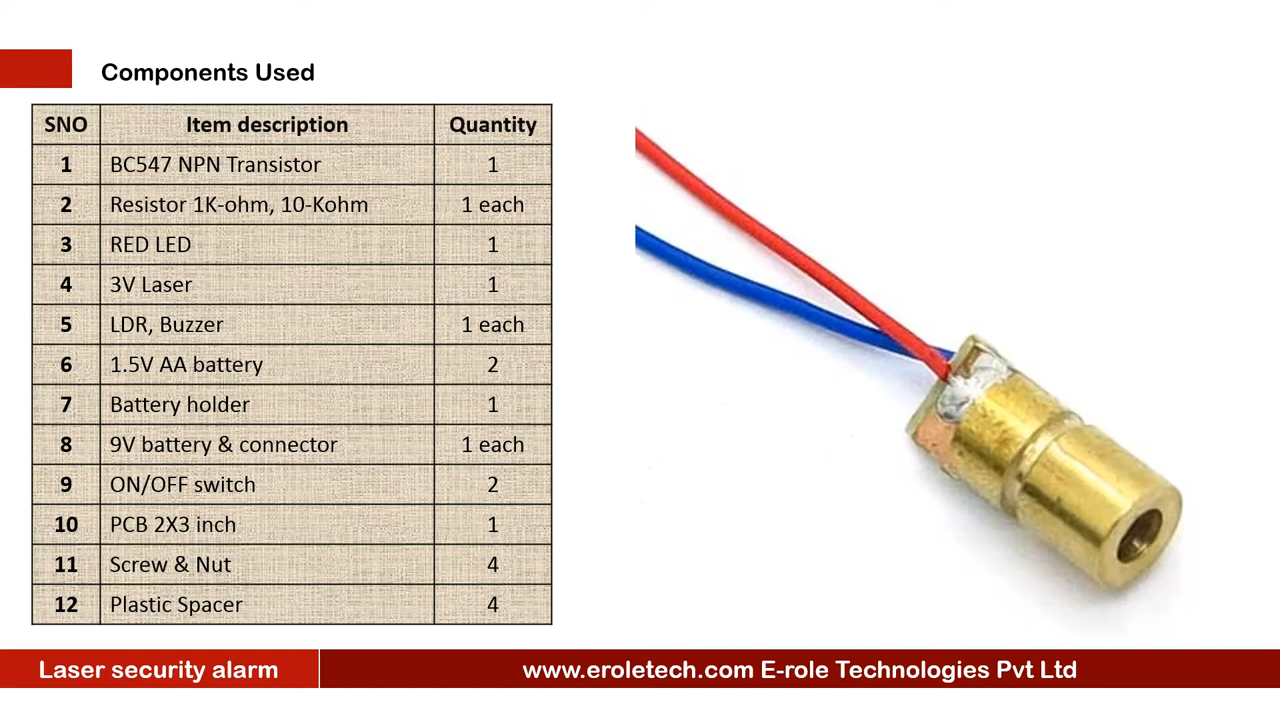 Components Used
SNO Item description Quantity
1 BC547 NPN Transistor 1
2 Resistor 1K-ohm, 10-Kohm 1 each
3 RED LED 1
4 3V Laser 1
5 LDR, Buzzer 1 each
6 1.5V AA battery 2
7 Battery holder 1
8 9V battery & connector 1 each
9 ON/OFF switch 2
10 PCB 2X3 inch 1
11 Screw & Nut 4
12 Plastic Spacer 4
Laser security alarm www.eroletech.com E-role Technologies Pvt Ltd